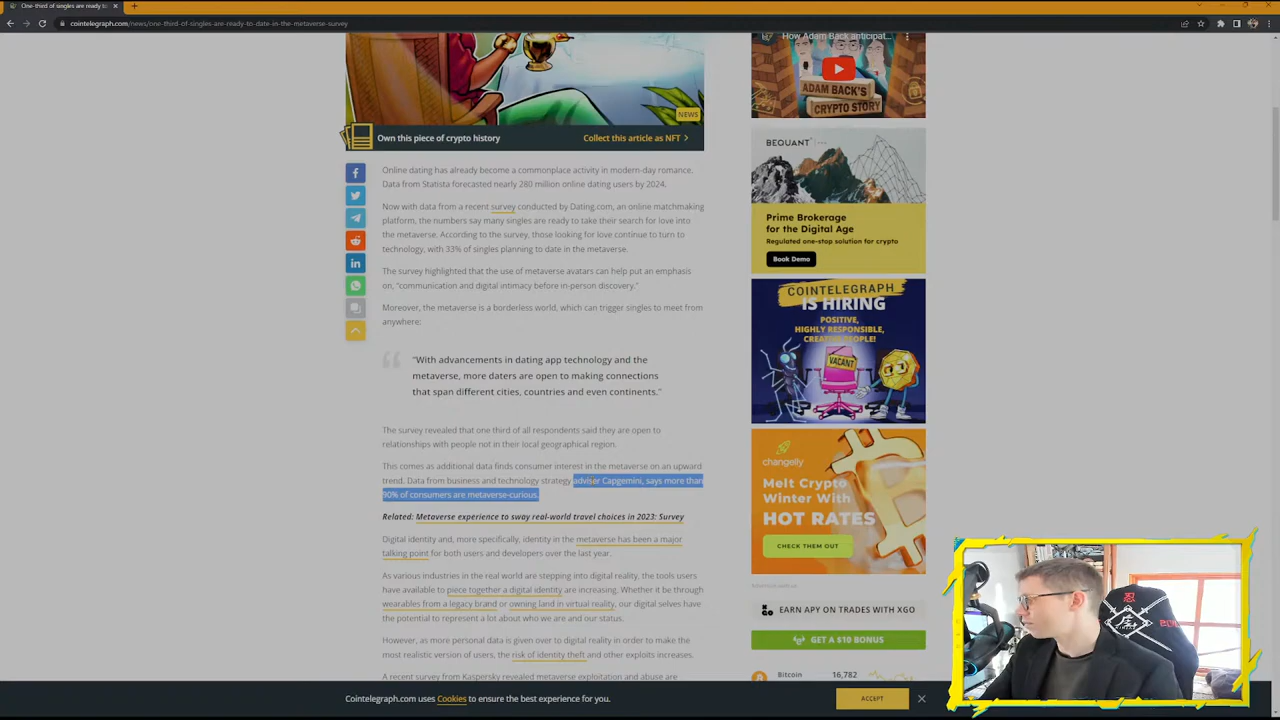 One-third of singles are ready to
cointelegraph.com/news/one-third-of-singles-are-ready-to-date-in-the-metaverse-survey
NEWS
Own this piece of crypto history
Collect this article as NFT >
Online dating has already become a commonplace activity in modern-day romance.
Data from Statista forecasted nearly 280 million online dating users by 2024.
Now with data from a recent survey conducted by Dating.com, an online matchmaking
platform, the numbers say many singles are ready to take their search for love into
the metaverse. According to the survey, those looking for love continue to turn to
technology, with 33% of singles planning to date in the metaverse.
The survey highlighted that the use of metaverse avatars can help put an emphasis
on, “communication and digital intimacy before in-person discovery.”
Moreover, the metaverse is a borderless world, which can trigger singles to meet from
anywhere:
“With advancements in dating app technology and the
metaverse, more daters are open to making connections
that span different cities, countries and even continents.”
The survey revealed that one third of all respondents said they are open to
relationships with people not in their local geographical region.
This comes as additional data finds consumer interest in the metaverse on an upward
trend. Data from business and technology strategy adviser Capgemini, says more than
90% of consumers are metaverse-curious.
Related: Metaverse experience to sway real-world travel choices in 2023: Survey
Digital identity and, more specifically, identity in the metaverse has been a major
talking point for both users and developers over the last year.
As various industries in the real world are stepping into digital reality, the tools users
have available to piece together a digital identity are increasing. Whether it be through
wearables from a legacy brand or owning land in virtual reality, our digital selves have
the potential to represent a lot about who we are and our status.
However, as more personal data is given over to digital reality in order to make the
most realistic version of users, the risk of identity theft and other exploits increases.
A recent survey from Kaspersky revealed metaverse exploitation and abuse are
How Adam Back anticipat...
ADAM BACK'S
CRYPTO STORY
BEQUANT
Prime Brokerage
for the Digital Age
Regulated one-stop solution for crypto
Book Demo
COINTELEGRAPH
IS HIRING
POSITIVE,
HIGHLY RESPONSIBLE,
CREATIVE PEOPLE!
VACANT
changelly
Melt Crypto
Winter With
HOT RATES
CHECK THEM OUT
EARN APY ON TRADES WITH XGO
GET A $10 BONUS
Bitcoin
16,782
忍
Cointelegraph.com uses Cookies to ensure the best experience for you.
ACCEPT